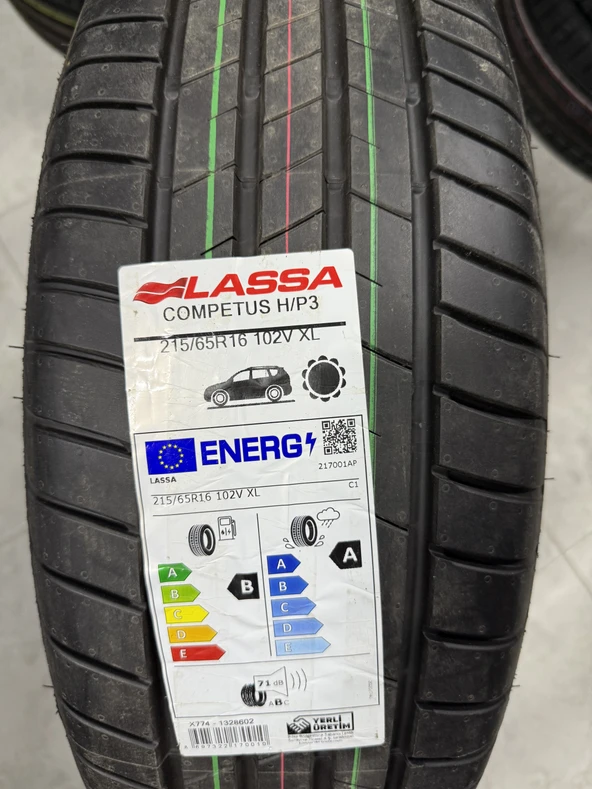 LASSA
COMPETUS H/P3
215/65R16 102V XL
ENERG
LASSA
217001AP
215/65R16 102V XL
C1
A
B
C
D
E
B
A
B
C
D
E
A
71 dB
ABC
X774 - 1328602
YERLİ
ÜRETİM